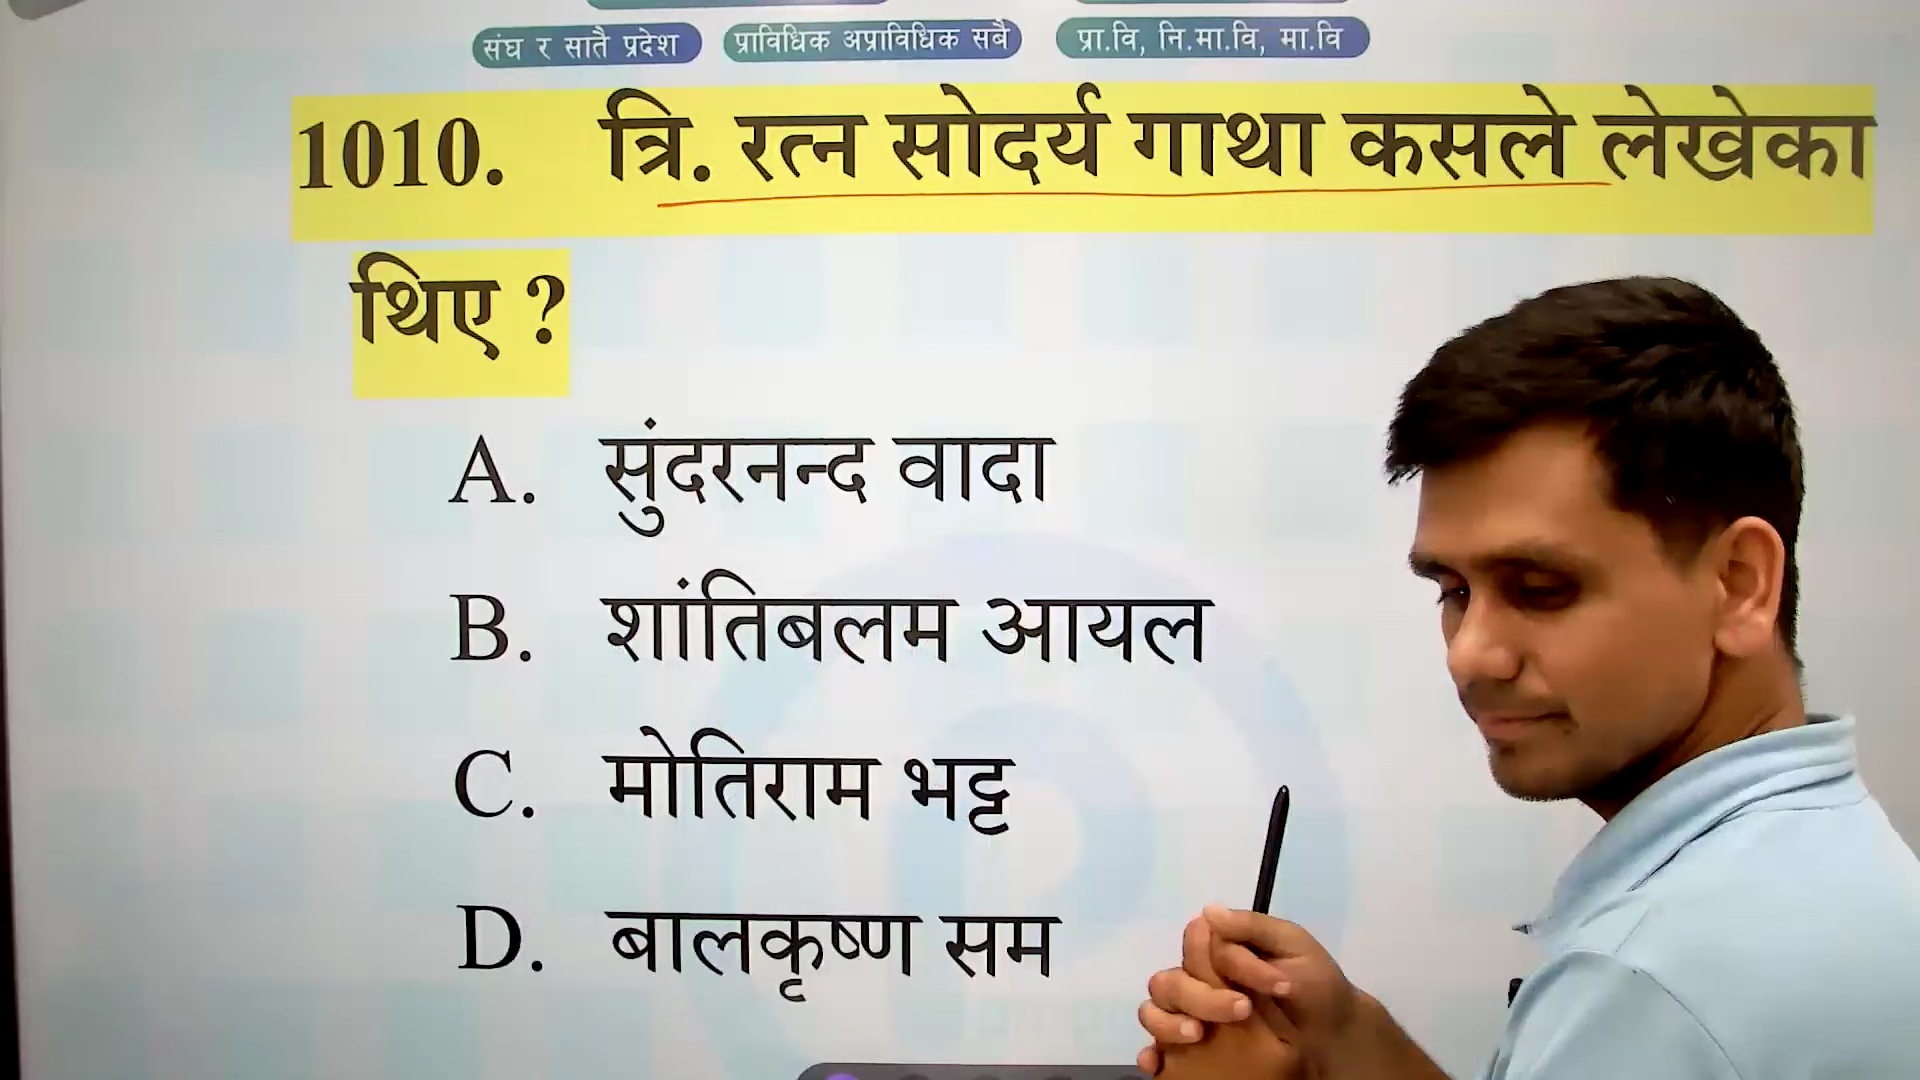 संघ र सातै प्रदेश
प्राविधिक अप्राविधिक सबै
प्रा.वि, नि.मा.वि, मा.वि
1010. त्रि. रत्न सोदर्य गाथा कसले लेखेका
थिए ?
A. सुंदरनन्द वादा
B. शांतिबलम आयल
C. मोतिराम भट्ट
D. बालकृष्ण सम